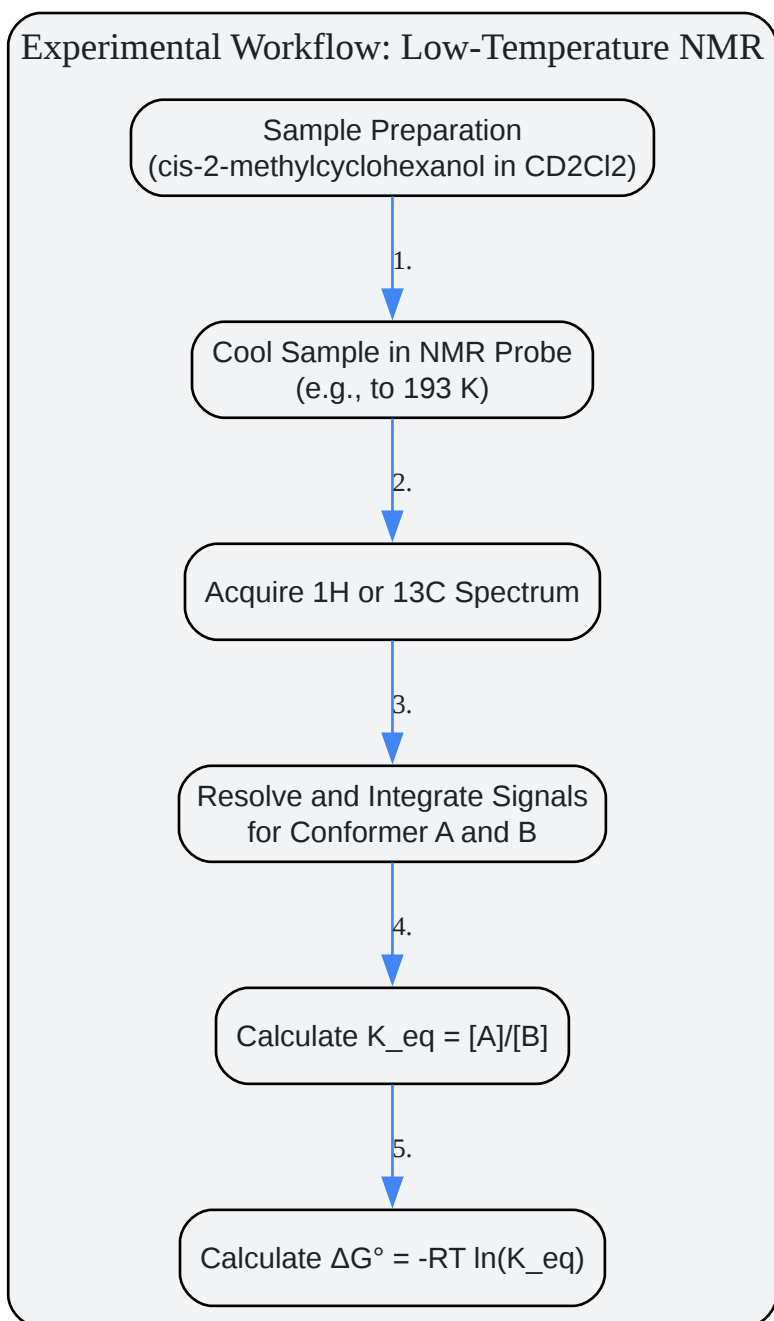 Experimental Workflow: Low-Temperature NMR
Sample Preparation
(cis-2-methylcyclohexanol in CD2Cl2)
1.
Cool Sample in NMR Probe
(e.g., to 193 K)
2.
Acquire 1H or 13C Spectrum
3.
Resolve and Integrate Signals
for Conformer A and B
4.
Calculate K_eq = [A]/[B]
5.
Calculate ΔG° = -RT ln(K_eq)